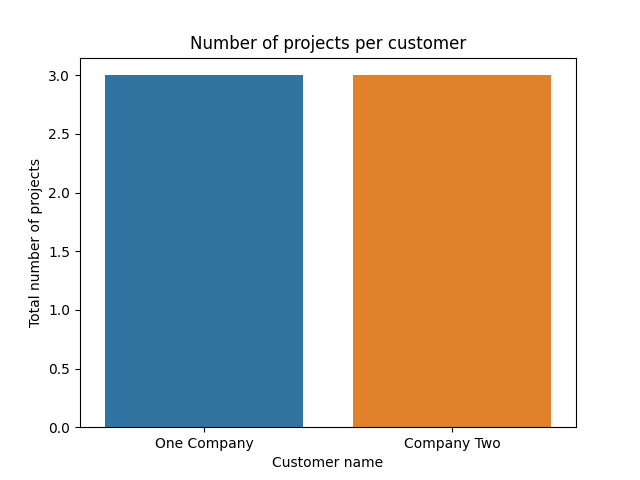 Number of projects per customer
3.0
2.5
2.0
1.5
1.0
0.5
0.0
Total number of projects
One Company
Company Two
Customer name